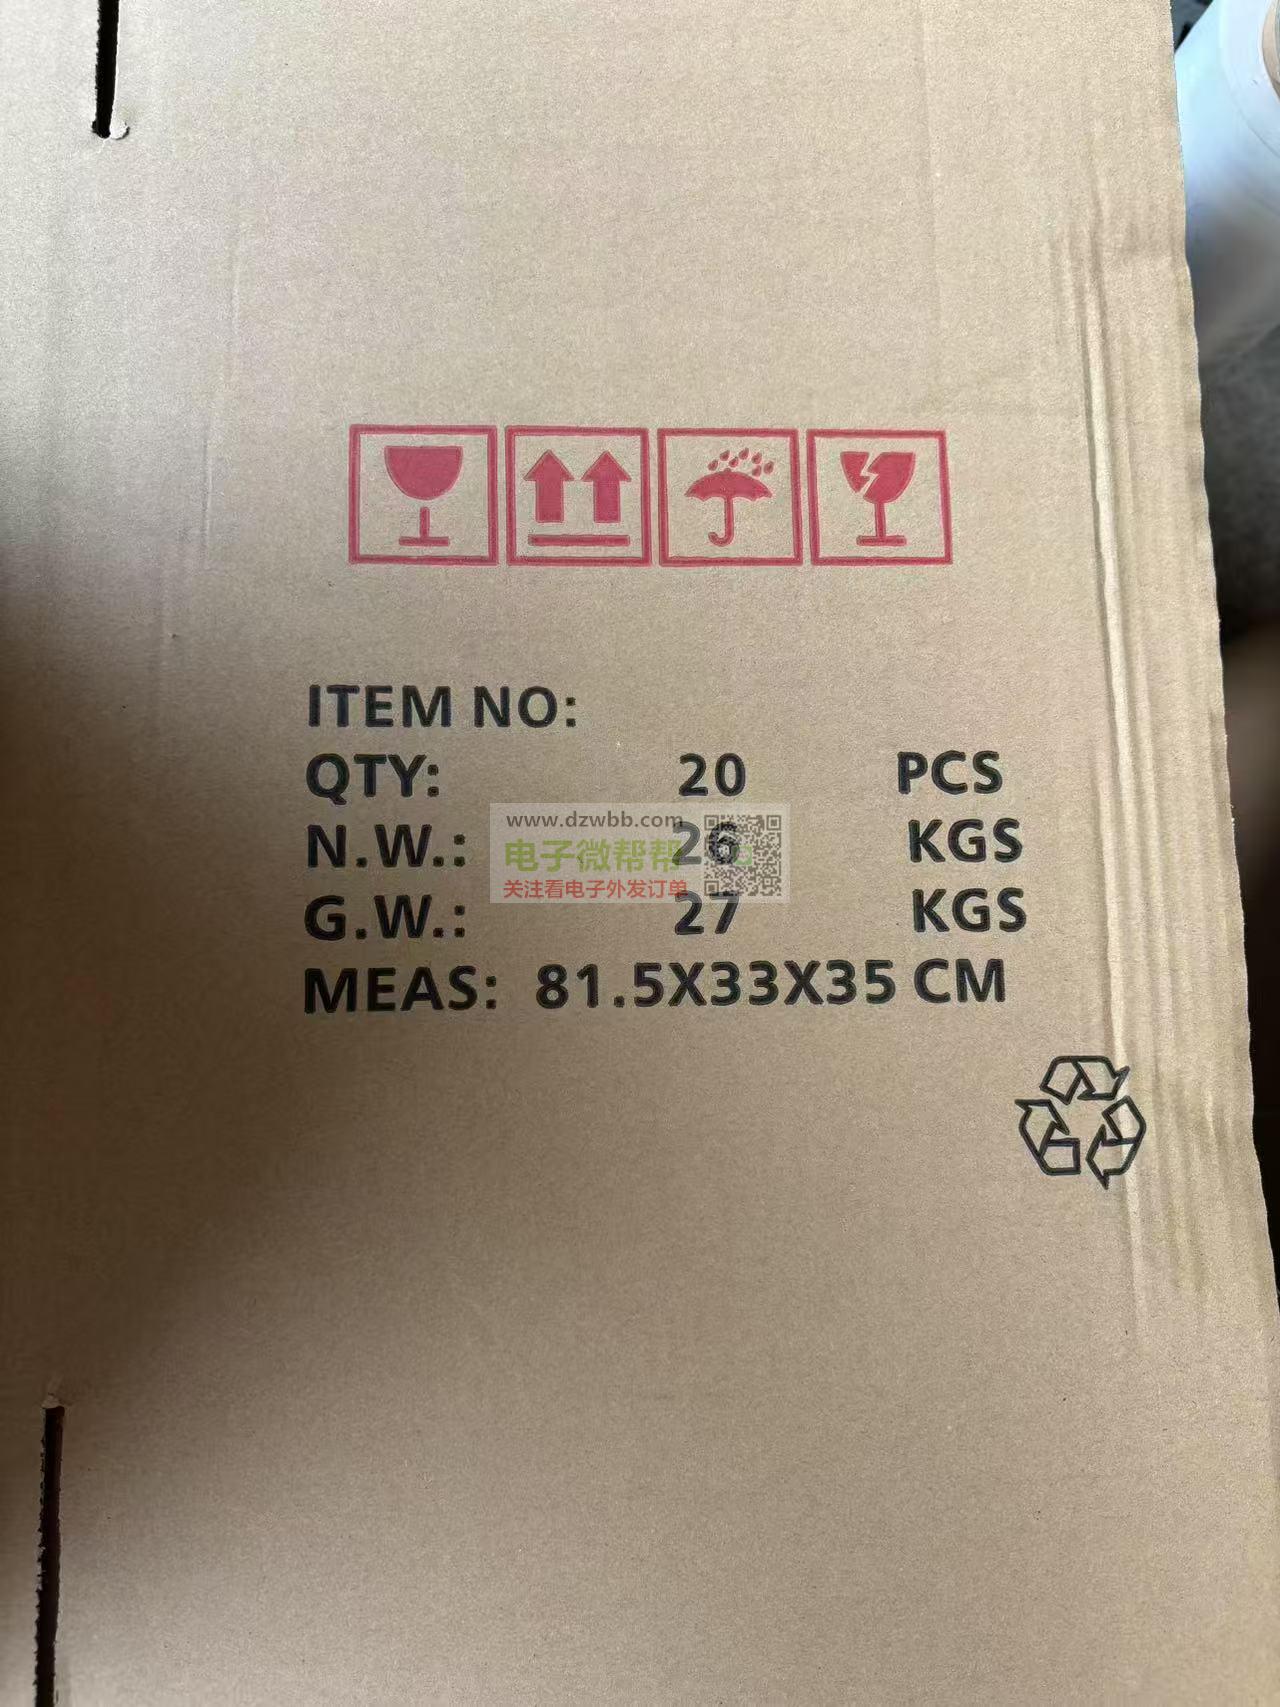 ITEM NO:
QTY: 20 PCS
www.dzwbb.com
N.W.: 26 KGS
电子微帮帮
关注看电子外发订单
G.W.: 27 KGS
MEAS: 81.5X33X35 CM